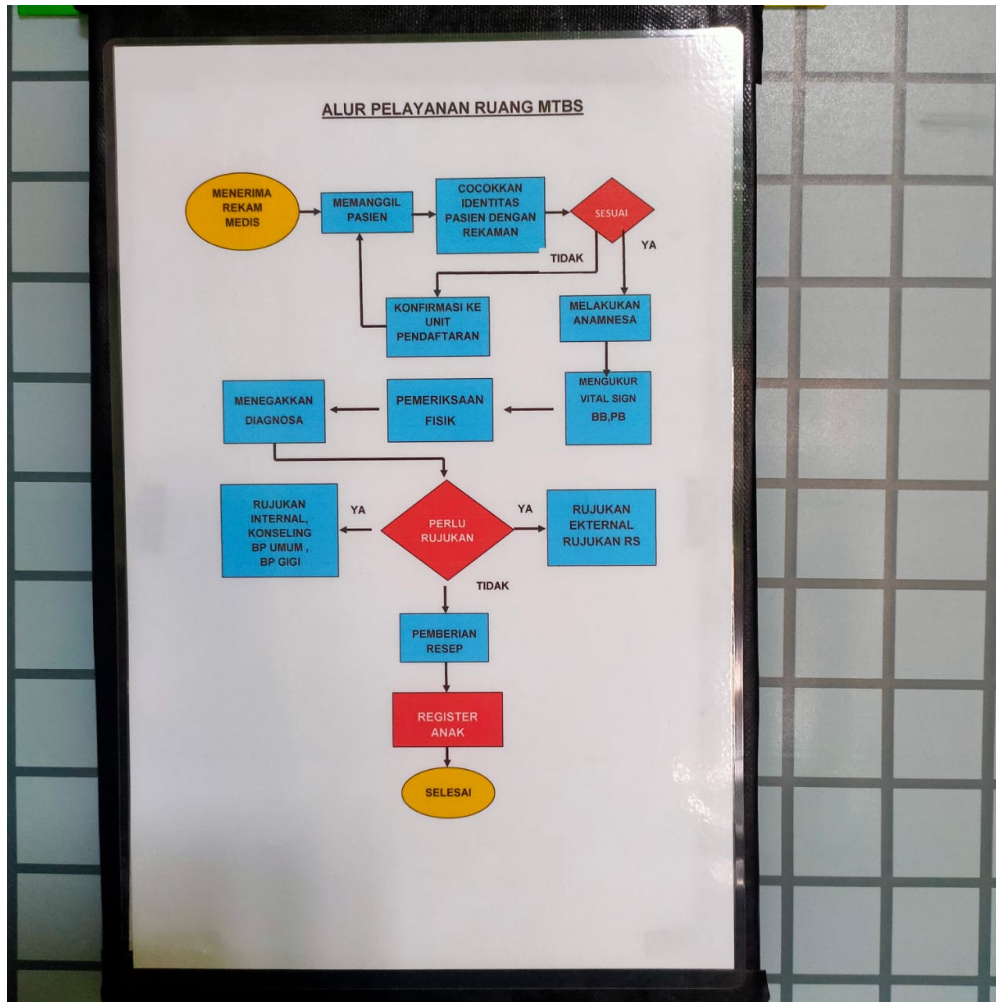 ALUR PELAYANAN RUANG MTBS
MENERIMA
REKAM
MEDIS
MEMANGGIL
PASIEN
COCOKKAN
IDENTITAS
PASIEN DENGAN
REKAMAN
SESUAI
TIDAK
YA
KONFIRMASI KE
UNIT
PENDAFTARAN
MELAKUKAN
ANAMNESA
MENGUKUR
VITAL SIGN
BB,PB
PEMERIKSAAN
FISIK
MENEGAKKAN
DIAGNOSA
PERLU
RUJUKAN
YA
RUJUKAN
INTERNAL,
KONSELING
BP UMUM ,
BP GIGI
YA
RUJUKAN
EKTERNAL
RUJUKAN RS
TIDAK
PEMBERIAN
RESEP
REGISTER
ANAK
SELESAI